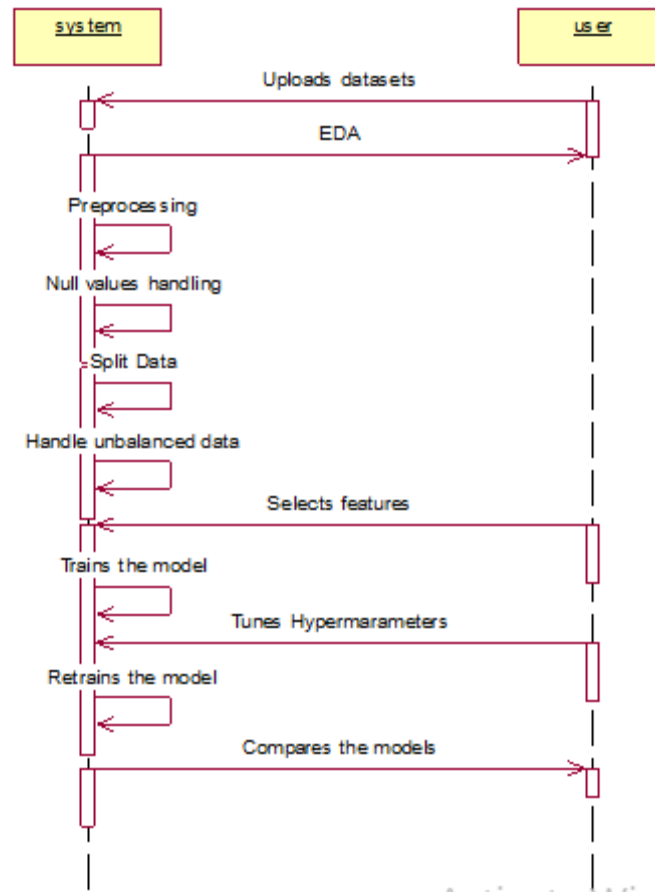 system
user
Uploads datasets
EDA
Preprocessing
Null values handling
Split Data
Handle unbalanced data
Selects features
Trains the model
Tunes Hypermarameters
Retrains the model
Compares the models